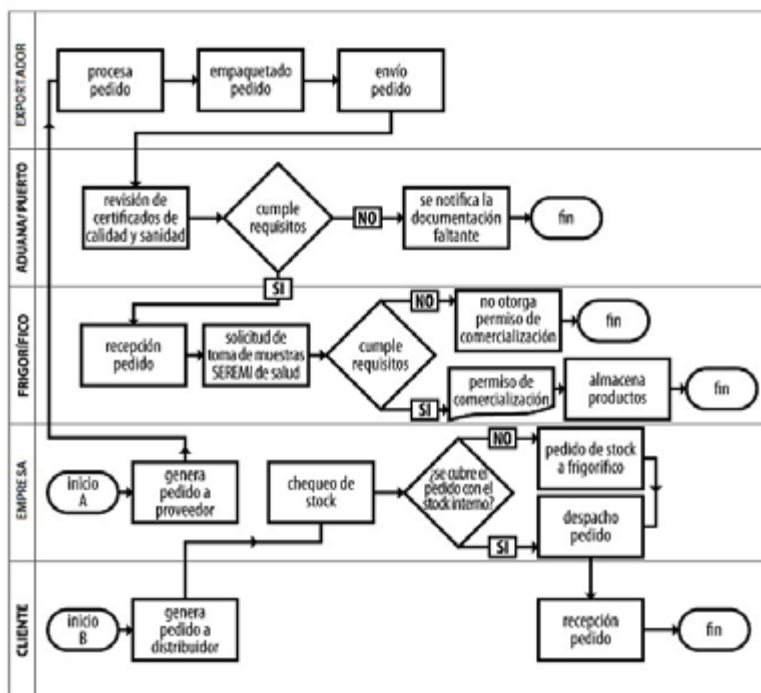 EXPORTADOR
procesa
pedido
empaquetado
pedido
envío
pedido
ADUANA/PUERTO
revisión de
certificados de
calidad y sanidad
cumple
requisitos
NO
se notifica la
documentación
faltante
fin
SI
FRIGORÍFICO
recepción
pedido
solicitud de
toma de muestras
SEREMI de salud
cumple
requisitos
NO
no otorga
permiso de
comercialización
fin
SI
permiso de
comercialización
almacena
productos
fin
EMPRESA
inicio
A
genera
pedido a
proveedor
chequeo de
stock
¿se cubre el
pedido con el
stock interno?
NO
pedido de stock
a frigorífico
SI
despacho
pedido
CLIENTE
inicio
B
genera
pedido a
distribuidor
recepción
pedido
fin